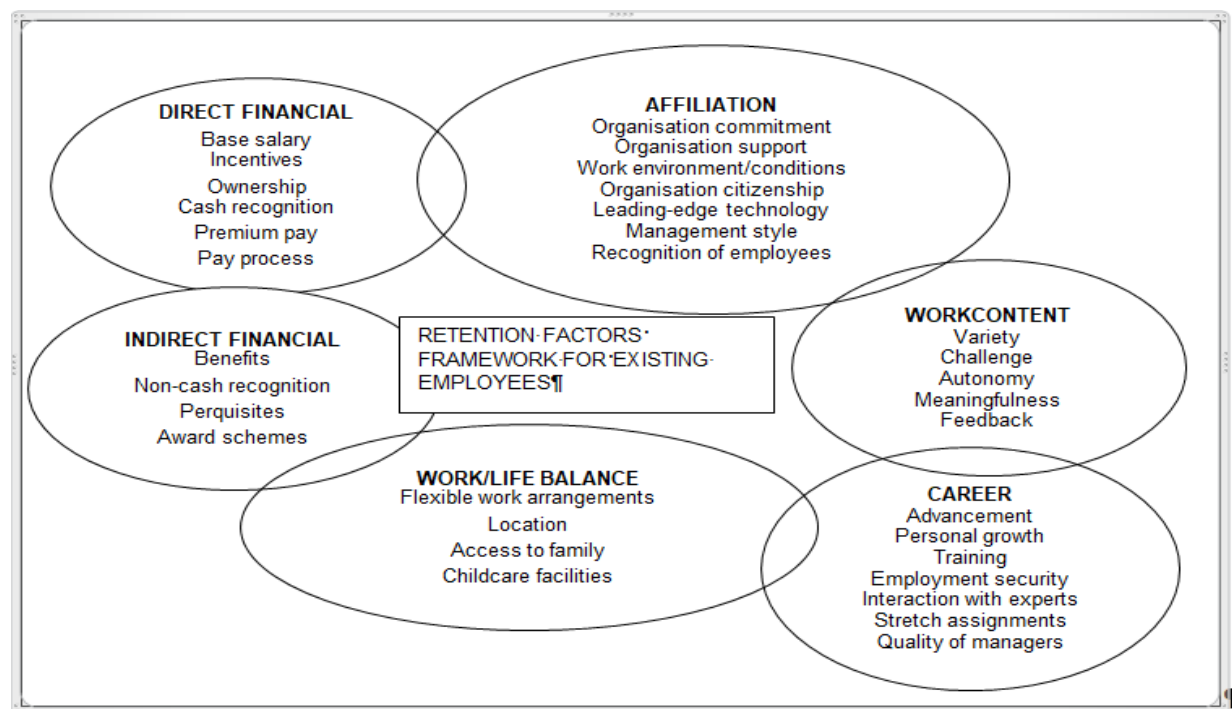 DIRECT FINANCIAL
Base salary
Incentives
Ownership
Cash recognition
Premium pay
Pay process
AFFILIATION
Organisation commitment
Organisation support
Work environment/conditions
Organisation citizenship
Leading-edge technology
Management style
Recognition of employees
INDIRECT FINANCIAL
Benefits
Non-cash recognition
Perquisites
Award schemes
RETENTION·FACTORS·
FRAMEWORK·FOR·EXISTING·
EMPLOYEES¶
WORKCONTENT
Variety
Challenge
Autonomy
Meaningfulness
Feedback
WORK/LIFE BALANCE
Flexible work arrangements
Location
Access to family
Childcare facilities
CAREER
Advancement
Personal growth
Training
Employment security
Interaction with experts
Stretch assignments
Quality of managers